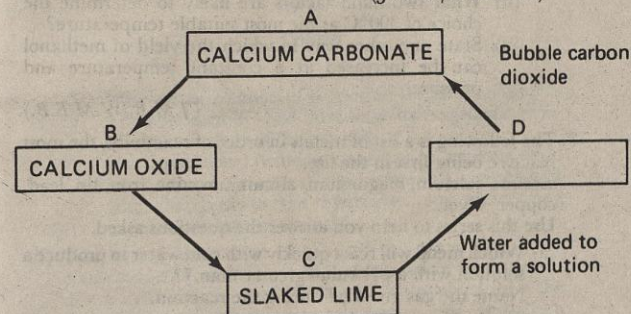 A
CALCIUM CARBONATE
Bubble carbon
dioxide
B
D
CALCIUM OXIDE
C
Water added to
form a solution
SLAKED LIME